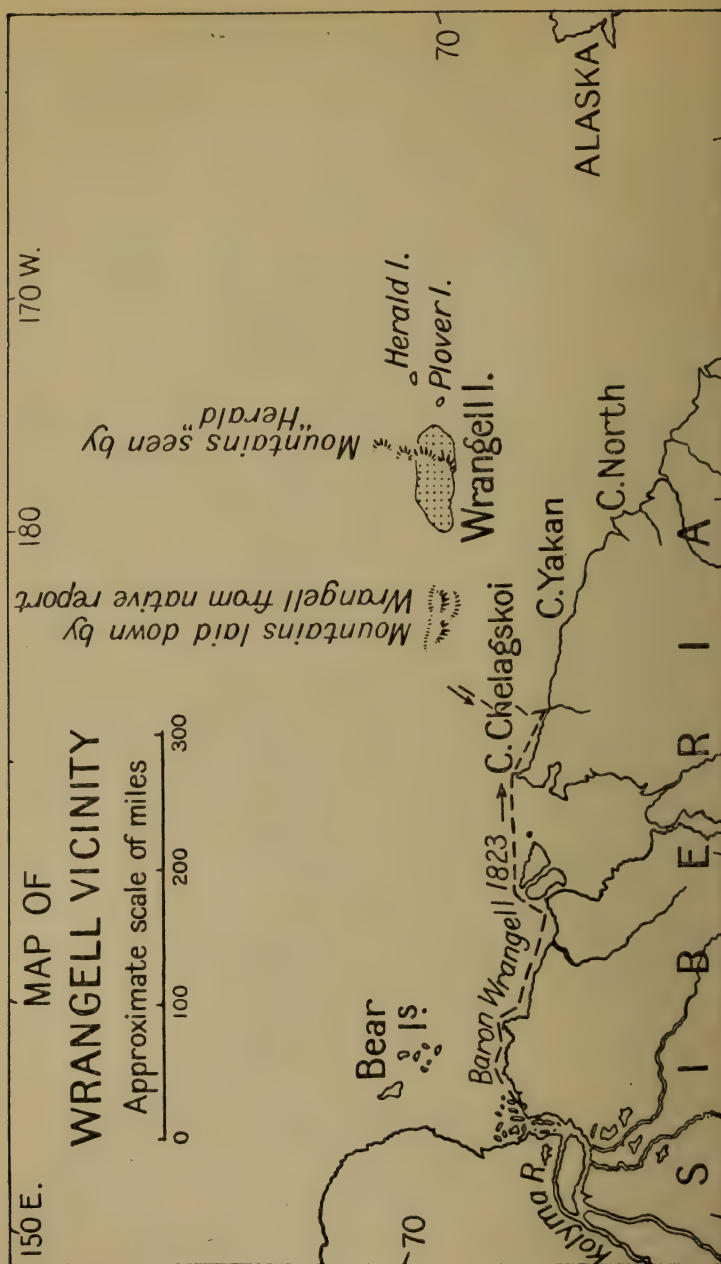 150 E.
180
170 W.
MAP OF
WRANGELL VICINITY
Approximate scale of miles
0
100
200
300
Mountains laid down by
Wrangell from native report
Mountains seen by
"Herald"
Herald I.
Plover I.
Wrangell I.
70
70
Bear
Is.
Baron Wrangell 1823
C. Chelagskoi
C. Yakan
C. North
Kolyma R.
SIBERIA
ALASKA